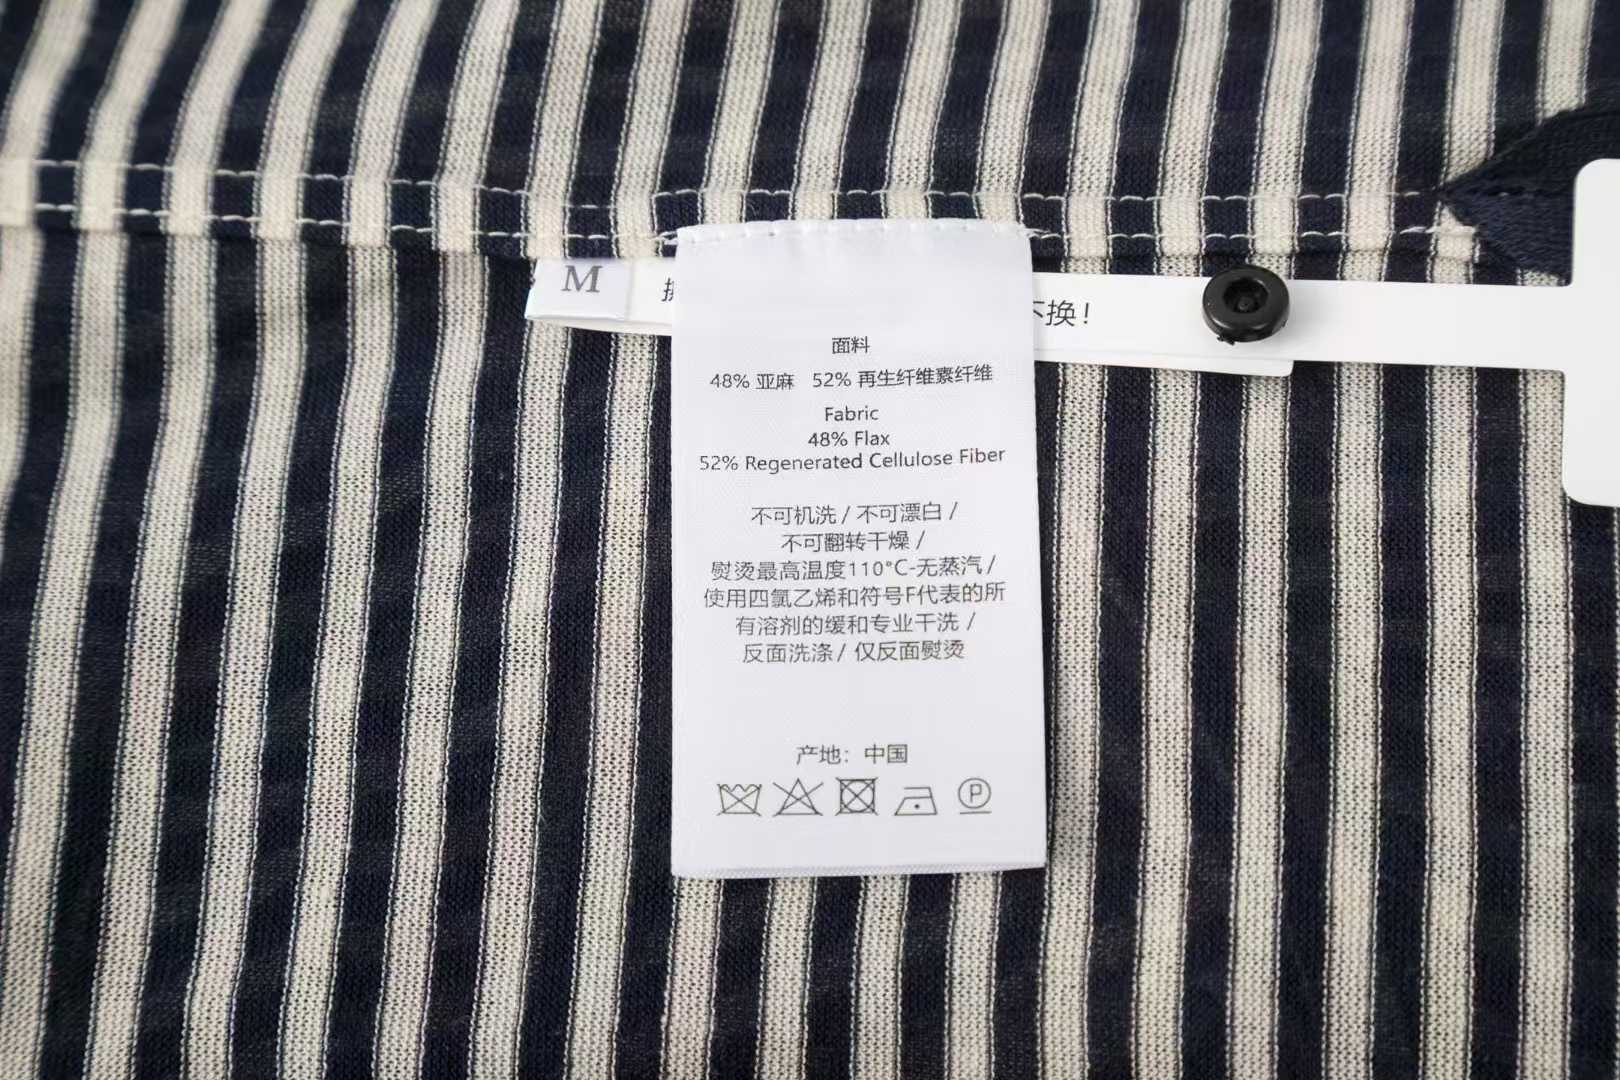 M
不换！
面料
48% 亚麻 52% 再生纤维素纤维
Fabric
48% Flax
52% Regenerated Cellulose Fiber
不可机洗 / 不可漂白 /
不可翻转干燥 /
熨烫最高温度110°C-无蒸汽 /
使用四氯乙烯和符号F代表的所
有溶剂的缓和专业干洗 /
反面洗涤 / 仅反面熨烫
产地：中国
P